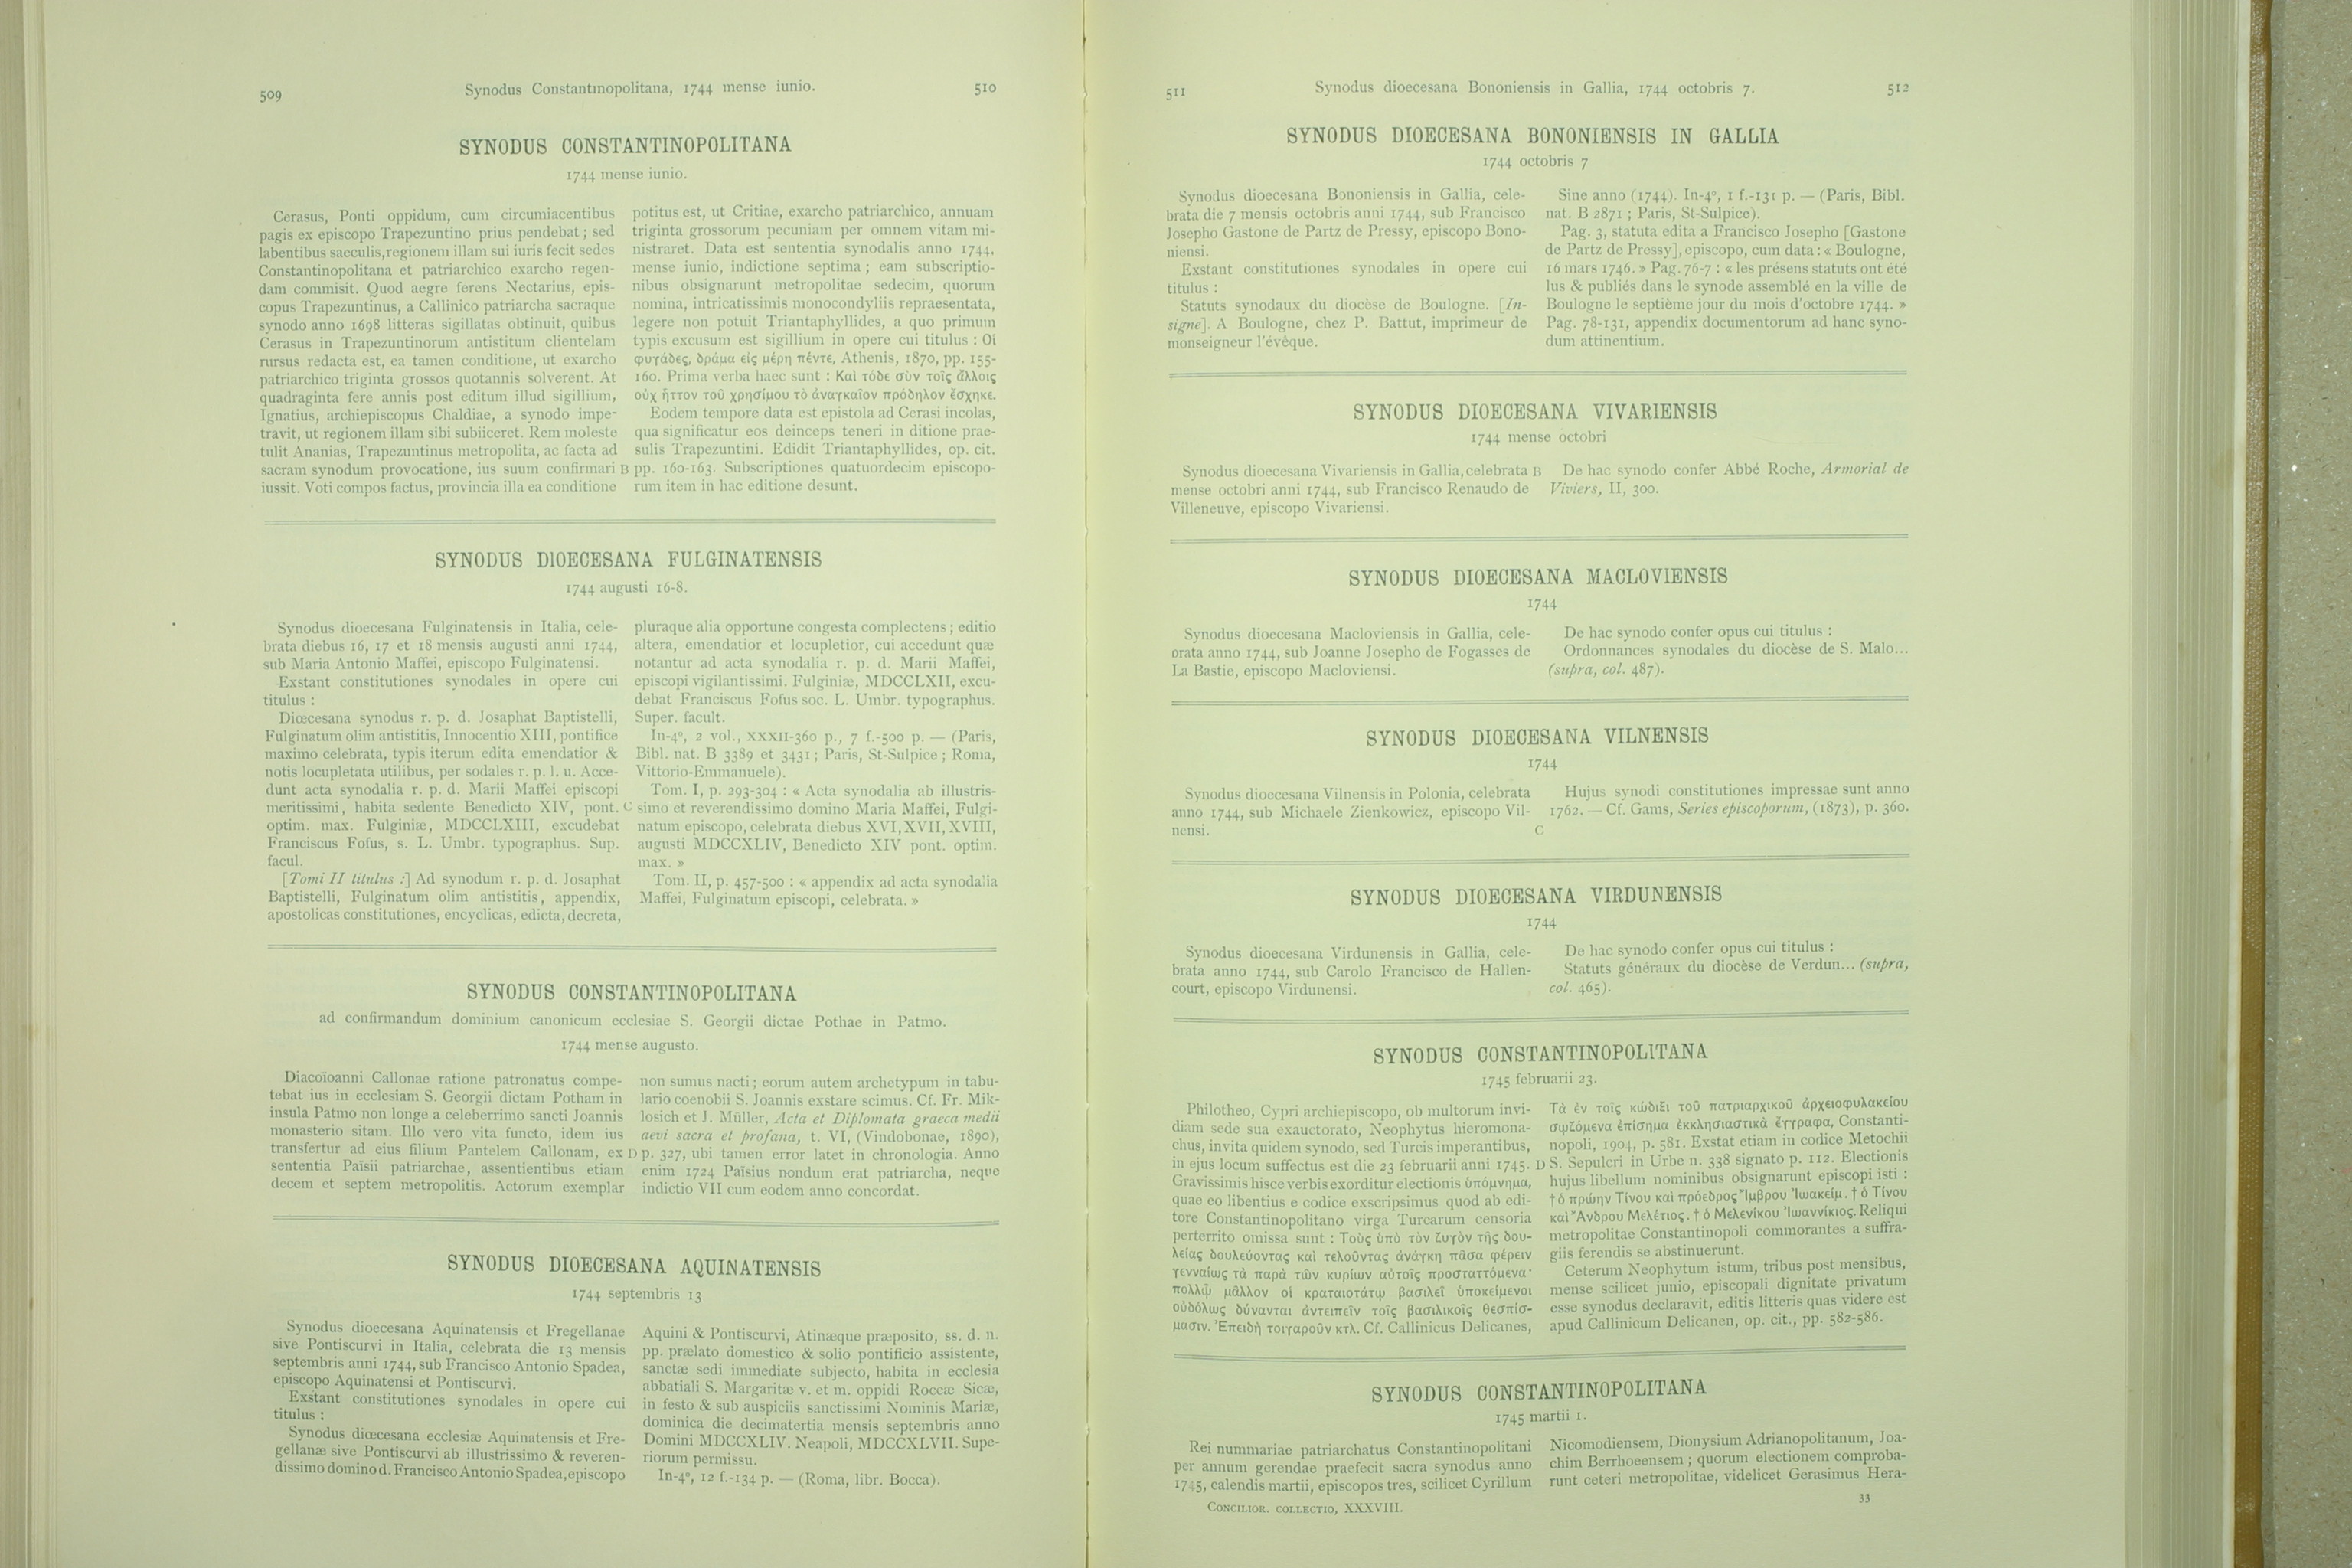 509
Synodus Constantinopolitana, 1744 mense iunio.
510
SYNODUS CONSTANTINOPOLITANA
1744 mense iunio.
Cerasus, Ponti oppidum, cum circumiacentibus
pagis ex episcopo Trapezuntino prius pendebat ; sed
labentibus saeculis, regionem illam sui iuris fecit sedes
Constantinopolitana et patriarchico exarcho regen-
dam commisit. Quod aegre ferens Nectarius, epis-
copus Trapezuntinus, a Callinico patriarcha sacraque
synodo anno 1698 litteras sigillatas obtinuit, quibus
Cerasus in Trapezuntinorum antistitum clientelam
rursus redacta est, ea tamen conditione, ut exarcho
patriarchico triginta grossos quotannis solverent. At
quadraginta fere annis post editum illud sigillium,
Ignatius, archiepiscopus Chaldiae, a synodo impe-
travit, ut regionem illam sibi subiiceret. Rem moleste
tulit Ananias, Trapezuntinus metropolita, ac facta ad
sacram synodum provocatione, ius suum confirmari
iussit. Voti compos factus, provincia illa ea conditione
B
potitus est, ut Critiae, exarcho patriarchico, annuam
triginta grossorum pecuniam per omnem vitam mi-
nistraret. Data est sententia synodalis anno 1744,
mense iunio, indictione septima ; eam subscriptio-
nibus obsignarunt metropolitae sedecim, quorum
nomina, intricatissimis monocondyliis repraesentata,
legere non potuit Triantaphyllides, a quo primum
typis excusum est sigillium in opere cui titulus : Οἱ
φυγάδες, δρᾶμα εἰς μέρη πέντε, Athenis, 1870, pp. 155-
160. Prima verba haec sunt : Καὶ τόδε σὺν τοῖς ἄλλοις
οὐχ ἧττον τοῦ χρησίμου τὸ ἀναγκαῖον πρόδηλον ἔσχηκε.
Eodem tempore data est epistola ad Cerasi incolas,
qua significatur eos deinceps teneri in ditione prae-
sulis Trapezuntini. Edidit Triantaphyllides, op. cit.
pp. 160-163. Subscriptiones quatuordecim episcopo-
rum item in hac editione desunt.
SYNODUS DIOECESANA FULGINATENSIS
1744 augusti 16-8.
Synodus dioecesana Fulginatensis in Italia, cele-
brata diebus 16, 17 et 18 mensis augusti anni 1744,
sub Maria Antonio Maffei, episcopo Fulginatensi.
Exstant constitutiones synodales in opere cui
titulus :
Diœcesana synodus r. p. d. Josaphat Baptistelli,
Fulginatum olim antistitis, Innocentio XIII, pontifice
maximo celebrata, typis iterum edita emendatior &
notis locupletata utilibus, per sodales r. p. l. u. Acce-
dunt acta synodalia r. p. d. Marii Maffei episcopi
meritissimi, habita sedente Benedicto XIV, pont.
optim. max. Fulginiæ, MDCCLXIII, excudebat
Franciscus Fofus, s. L. Umbr. typographus. Sup.
facul.
[Tomi II titulus :] Ad synodum r. p. d. Josaphat
Baptistelli, Fulginatum olim antistitis, appendix,
apostolicas constitutiones, encyclicas, edicta, decreta,
C
pluraque alia opportune congesta complectens ; editio
altera, emendatior et locupletior, cui accedunt quæ
notantur ad acta synodalia r. p. d. Marii Maffei,
episcopi vigilantissimi. Fulginiæ, MDCCLXII, excu-
debat Franciscus Fofus soc. L. Umbr. typographus.
Super. facult.
In-4°, 2 vol., XXXII-360 p., 7 f.-500 p. — (Paris,
Bibl. nat. B 3389 et 3431 ; Paris, St-Sulpice ; Roma,
Vittorio-Emmanuele).
Tom. I, p. 293-304 : « Acta synodalia ab illustris-
simo et reverendissimo domino Maria Maffei, Fulgi-
natum episcopo, celebrata diebus XVI, XVII, XVIII,
augusti MDCCXLIV, Benedicto XIV pont. optim.
max. »
Tom. II, p. 457-500 : « appendix ad acta synodalia
Maffei, Fulginatum episcopi, celebrata. »
SYNODUS CONSTANTINOPOLITANA
ad confirmandum dominium canonicum ecclesiae S. Georgii dictae Pothae in Patmo.
1744 mense augusto.
Diacoïoanni Callonae ratione patronatus compe-
tebat ius in ecclesiam S. Georgii dictam Potham in
insula Patmo non longe a celeberrimo sancti Joannis
monasterio sitam. Illo vero vita functo, idem ius
transfertur ad eius filium Pantelem Callonam, ex
sententia Païsii patriarchae, assentientibus etiam
decem et septem metropolitis. Actorum exemplar
D
non sumus nacti ; eorum autem archetypum in tabu-
lario coenobii S. Joannis exstare scimus. Cf. Fr. Mik-
losich et J. Müller, Acta et Diplomata graeca medii
aevi sacra et profana, t. VI, (Vindobonae, 1890),
p. 327, ubi tamen error latet in chronologia. Anno
enim 1724 Païsius nondum erat patriarcha, neque
indictio VII cum eodem anno concordat.
SYNODUS DIOECESANA AQUINATENSIS
1744 septembris 13
Synodus dioecesana Aquinatensis et Fregellanae
sive Pontiscurvi in Italia, celebrata die 13 mensis
septembris anni 1744, sub Francisco Antonio Spadea,
episcopo Aquinatensi et Pontiscurvi.
Exstant constitutiones synodales in opere cui
titulus :
Synodus diœcesana ecclesiæ Aquinatensis et Fre-
gellanæ sive Pontiscurvi ab illustrissimo & reveren-
dissimo domino d. Francisco Antonio Spadea, episcopo
Aquini & Pontiscurvi, Atinæque præposito, ss. d. n.
pp. prælato domestico & solio pontificio assistente,
sanctæ sedi immediate subjecto, habita in ecclesia
abbatiali S. Margaritæ v. et m. oppidi Roccæ Sicæ,
in festo & sub auspiciis sanctissimi Nominis Mariæ,
dominica die decimatertia mensis septembris anno
Domini MDCCXLIV. Neapoli, MDCCXLVII. Supe-
riorum permissu.
In-4°, 12 f.-134 p. — (Roma, libr. Bocca).
511
Synodus dioecesana Bononiensis in Gallia, 1744 octobris 7.
512
SYNODUS DIOECESANA BONONIENSIS IN GALLIA
1744 octobris 7
Synodus dioecesana Bononiensis in Gallia, cele-
brata die 7 mensis octobris anni 1744, sub Francisco
Josepho Gastone de Partz de Pressy, episcopo Bono-
niensi.
Exstant constitutiones synodales in opere cui
titulus :
Statuts synodaux du diocèse de Boulogne. [In-
signe]. A Boulogne, chez P. Battut, imprimeur de
monseigneur l'évêque.
Sine anno (1744). In-4°, 1 f.-131 p. — (Paris, Bibl.
nat. B 2871 ; Paris, St-Sulpice).
Pag. 3, statuta edita a Francisco Josepho [Gastone
de Partz de Pressy], episcopo, cum data : « Boulogne,
16 mars 1746. » Pag. 76-7 : « les présens statuts ont été
lus & publiés dans le synode assemblé en la ville de
Boulogne le septième jour du mois d'octobre 1744. »
Pag. 78-131, appendix documentorum ad hanc syno-
dum attinentium.
SYNODUS DIOECESANA VIVARIENSIS
1744 mense octobri
Synodus dioecesana Vivariensis in Gallia, celebrata
mense octobri anni 1744, sub Francisco Renaudo de
Villeneuve, episcopo Vivariensi.
B
De hac synodo confer Abbé Roche, Armorial de
Viviers, II, 300.
SYNODUS DIOECESANA MACLOVIENSIS
1744
Synodus dioecesana Macloviensis in Gallia, cele-
orata anno 1744, sub Joanne Josepho de Fogasses de
La Bastie, episcopo Macloviensi.
De hac synodo confer opus cui titulus :
Ordonnances synodales du diocèse de S. Malo...
(supra, col. 487).
SYNODUS DIOECESANA VILNENSIS
1744
Synodus dioecesana Vilnensis in Polonia, celebrata
anno 1744, sub Michaele Zienkowicz, episcopo Vil-
nensi.
C
Hujus synodi constitutiones impressae sunt anno
1762. — Cf. Gams, Series episcoporum, (1873), p. 360.
SYNODUS DIOECESANA VIRDUNENSIS
1744
Synodus dioecesana Virdunensis in Gallia, cele-
brata anno 1744, sub Carolo Francisco de Hallen-
court, episcopo Virdunensi.
De hac synodo confer opus cui titulus :
Statuts généraux du diocèse de Verdun... (supra,
col. 465).
SYNODUS CONSTANTINOPOLITANA
1745 februarii 23.
Philotheo, Cypri archiepiscopo, ob multorum invi-
diam sede sua exauctorato, Neophytus hieromona-
chus, invita quidem synodo, sed Turcis imperantibus,
in ejus locum suffectus est die 23 februarii anni 1745.
Gravissimis hisce verbis exorditur electionis ὑπόμνημα,
quae eo libentius e codice exscripsimus quod ab edi-
tore Constantinopolitano virga Turcarum censoria
perterrito omissa sunt : Τοὺς ὑπὸ τὸν ζυγὸν τῆς δου-
λείας δουλεύοντας καὶ τελοῦντας ἀνάγκη πᾶσα φέρειν
γενναίως τὰ παρὰ τῶν κυρίων αὐτοῖς προσταττόμενα·
πολλῷ μᾶλλον οἱ κραταιοτάτῳ βασιλεῖ ὑποκείμενοι
οὐδόλως δύνανται ἀντειπεῖν τοῖς βασιλικοῖς θεσπίσ-
μασιν. Ἐπειδὴ τοιγαροῦν κτλ. Cf. Callinicus Delicanes,
D
Τὰ ἐν τοῖς κώδιξι τοῦ πατριαρχικοῦ ἀρχειοφυλακείου
σῳζόμενα ἐπίσημα ἐκκλησιαστικὰ ἔγγραφα, Constanti-
nopoli, 1904, p. 581. Exstat etiam in codice Metochii
S. Sepulcri in Urbe n. 338 signato p. 112. Electionis
hujus libellum nominibus obsignarunt episcopi isti :
† ὁ πρώην Τίνου καὶ πρόεδρος Ἴμβρου Ἰωακείμ. † ὁ Τίνου
καὶ Ἄνδρου Μελέτιος. † ὁ Μελενίκου Ἰωαννίκιος. Reliqui
metropolitae Constantinopoli commorantes a suffra-
giis ferendis se abstinuerunt.
Ceterum Neophytum istum, tribus post mensibus,
mense scilicet junio, episcopali dignitate privatum
esse synodus declaravit, editis litteris quas videre est
apud Callinicum Delicanen, op. cit., pp. 582-586.
SYNODUS CONSTANTINOPOLITANA
1745 martii 1.
Rei nummariae patriarchatus Constantinopolitani
per annum gerendae praefecit sacra synodus anno
1745, calendis martii, episcopos tres, scilicet Cyrillum
Nicomodiensem, Dionysium Adrianopolitanum, Joa-
chim Berrhoeensem ; quorum electionem comproba-
runt ceteri metropolitae, videlicet Gerasimus Hera-
CONCILIOR. COLLECTIO, XXXVIII.
33